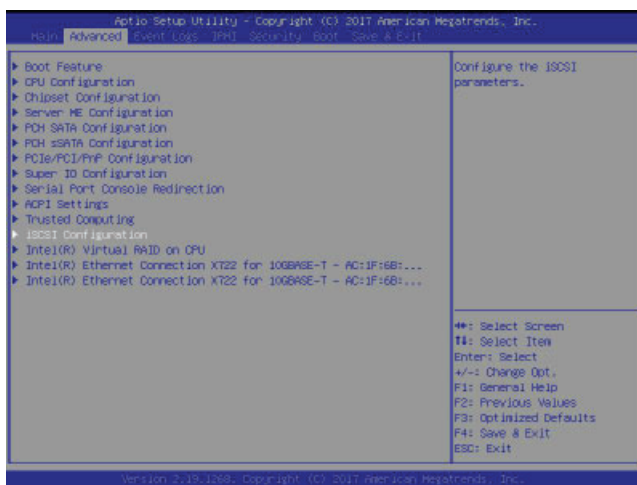 Aptio Setup Utility - Copyright (C) 2017 American Megatrends, Inc.
Main Advanced Event Logs IPMI Security Boot Save & Exit
Boot Feature
CPU Configuration
Chipset Configuration
Server ME Configuration
PCH SATA Configuration
PCH sSATA Configuration
PCIe/PCI/PnP Configuration
Super IO Configuration
Serial Port Console Redirection
ACPI Settings
Trusted Computing
iSCSI Configuration
Intel(R) Virtual RAID on CPU
Intel(R) Ethernet Connection X722 for 10GBASE-T - AC:1F:6B:...
Intel(R) Ethernet Connection X722 for 10GBASE-T - AC:1F:6B:...
Configure the iSCSI
parameters.
↔: Select Screen
↑↓: Select Item
Enter: Select
+/-: Change Opt.
F1: General Help
F2: Previous Values
F3: Optimized Defaults
F4: Save & Exit
ESC: Exit
Version 2.19.1268. Copyright (C) 2017 American Megatrends, Inc.